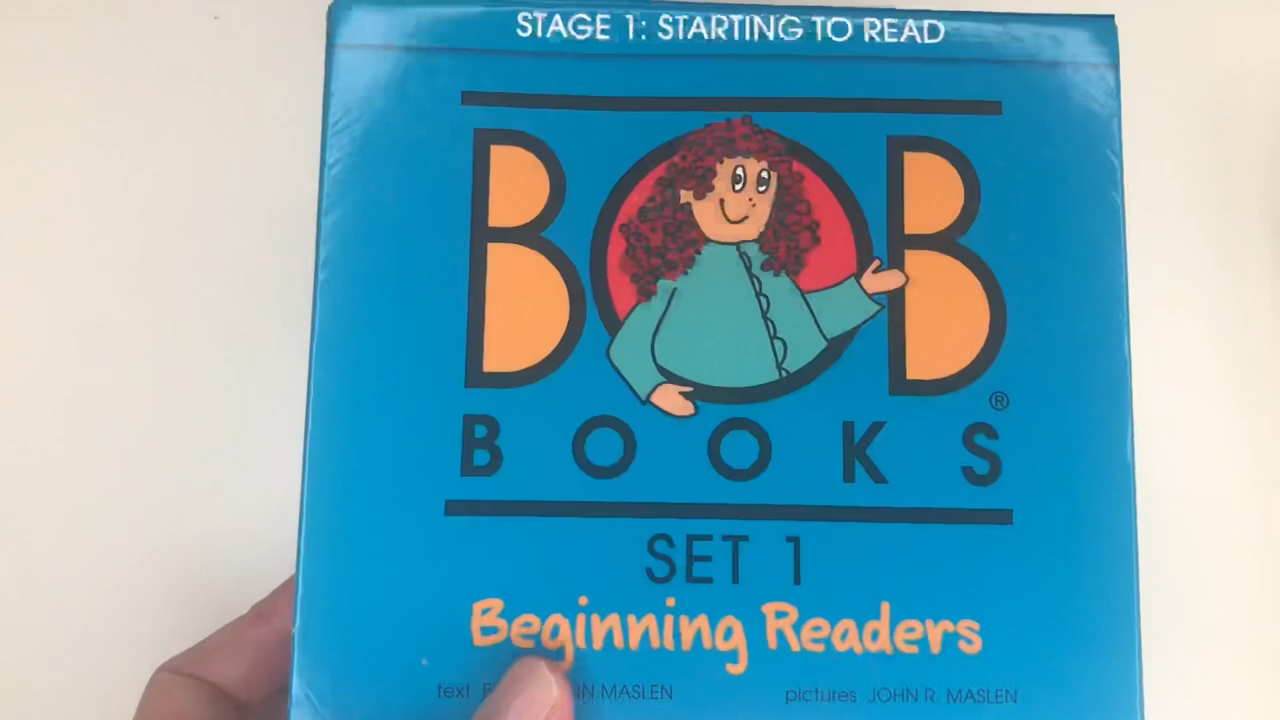 STAGE 1: STARTING TO READ
BOB
BOOKS®
SET 1
Beginning Readers
text MASLEN pictures JOHN R. MASLEN